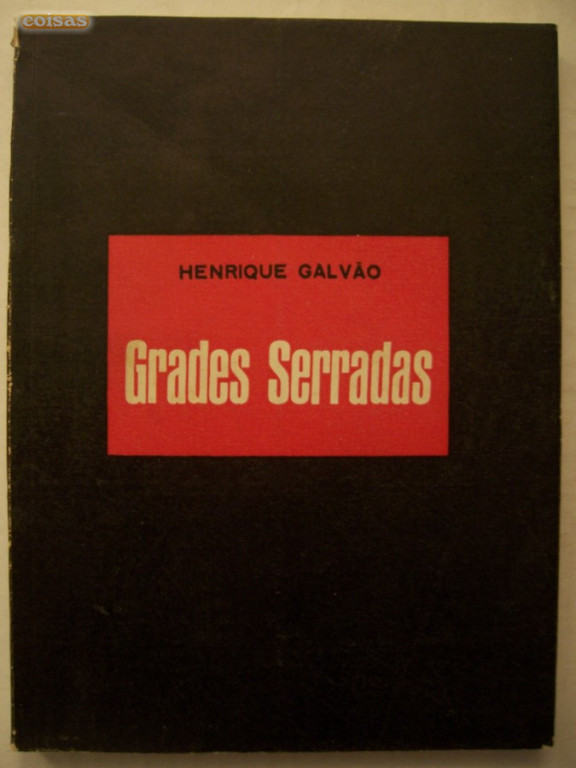 coisas
HENRIQUE GALVÃO
Grades Serradas